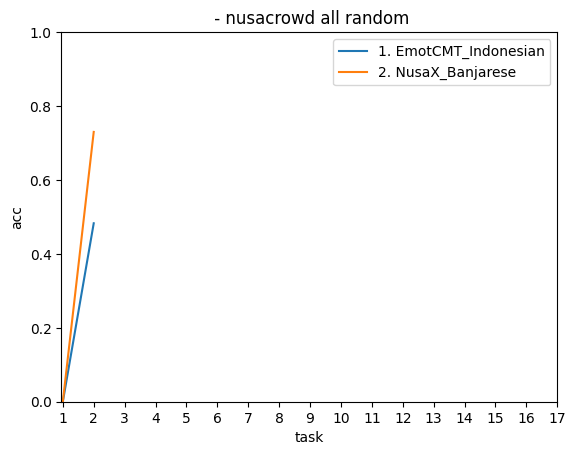 - nusacrowd all random
1.0
0.8
0.6
0.4
0.2
0.0
acc
1. EmotCMT_Indonesian
2. NusaX_Banjarese
1 2 3 4 5 6 7 8 9 10 11 12 13 14 15 16 17
task